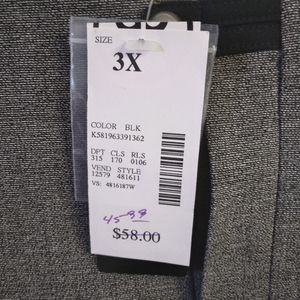 SIZE
3X
COLOR BLK
K581963391362
DPT CLS RLS
315 170 0106
VEND STYLE
12579 481611
VS: 4816187W
45 99
$58.00